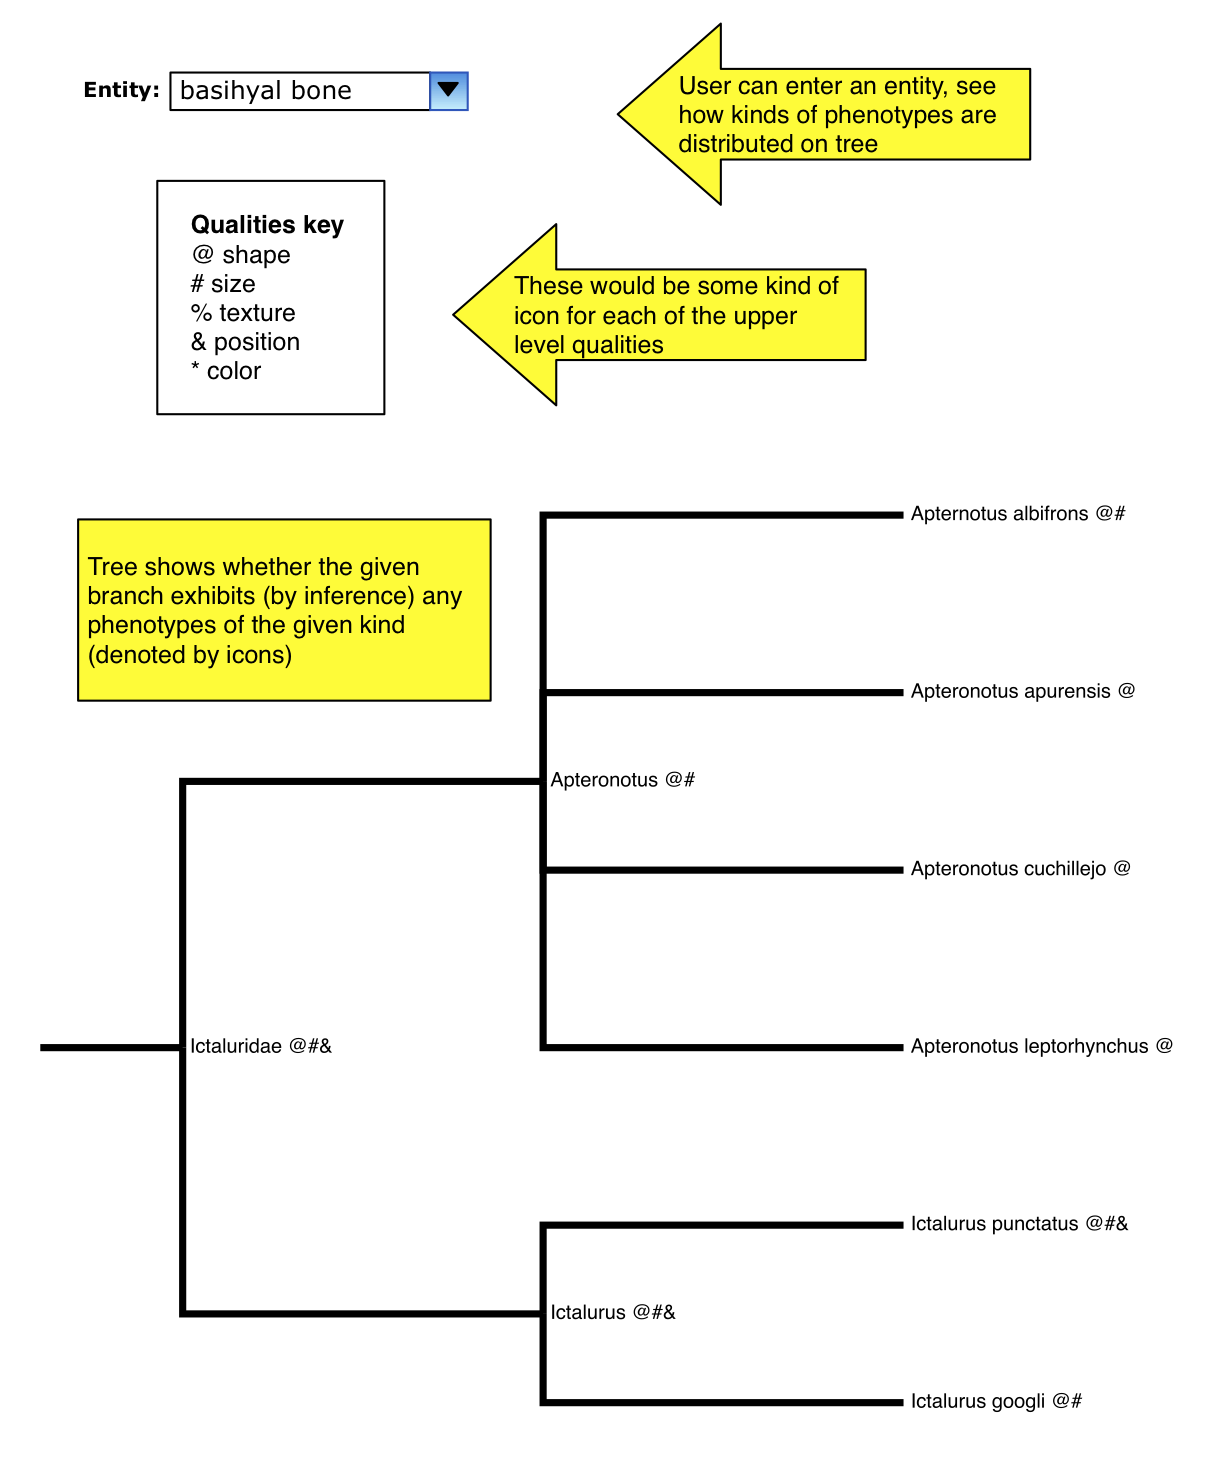 Entity: basihyal bone
User can enter an entity, see
how kinds of phenotypes are
distributed on tree
Qualities key
@ shape
# size
% texture
& position
* color
These would be some kind of
icon for each of the upper
level qualities
Tree shows whether the given
branch exhibits (by inference) any
phenotypes of the given kind
(denoted by icons)
Apternotus albifrons @#
Apteronotus apurensis @
Apteronotus @#
Apteronotus cuchillejo @
Ictaluridae @#&
Apteronotus leptorhynchus @
Ictalurus punctatus @#&
Ictalurus @#&
Ictalurus googli @#